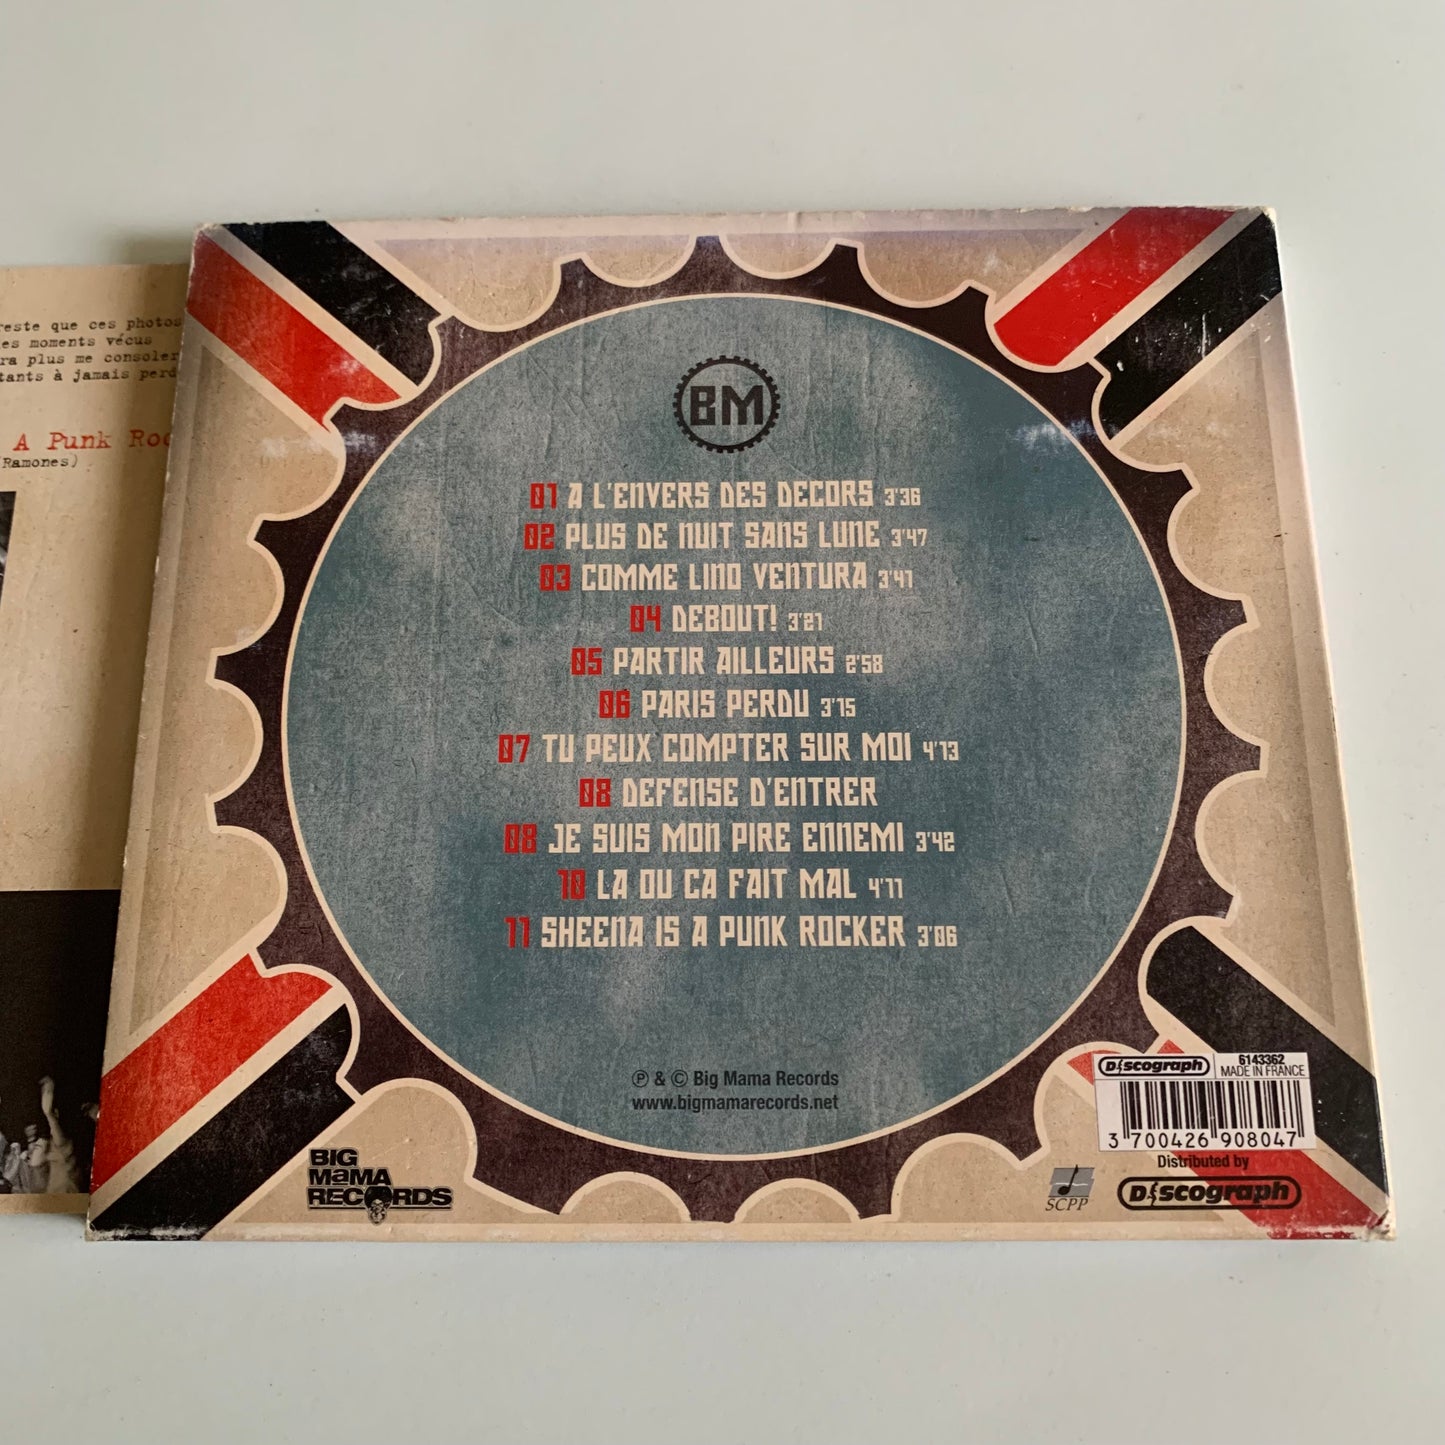 reste que ces photos
es moments vécus
ra plus me consoler
tants à jamais perd
A Punk Roc
(Ramones)
BM
01 A L'ENVERS DES DECORS 3'36
02 PLUS DE NUIT SANS LUNE 3'47
03 COMME LINO VENTURA 3'41
04 DEBOUT! 3'21
05 PARTIR AILLEURS 2'58
06 PARIS PERDU 3'15
07 TU PEUX COMPTER SUR MOI 4'13
08 DEFENSE D'ENTRER
08 JE SUIS MON PIRE ENNEMI 3'42
10 LA OU CA FAIT MAL 4'11
11 SHEENA IS A PUNK ROCKER 3'06
℗ & © Big Mama Records
www.bigmamarecords.net
BIG
MaMA
RECORDS
SCPP
Discograph
6143362
MADE IN FRANCE
3 700426 908047
Distributed by
Discograph